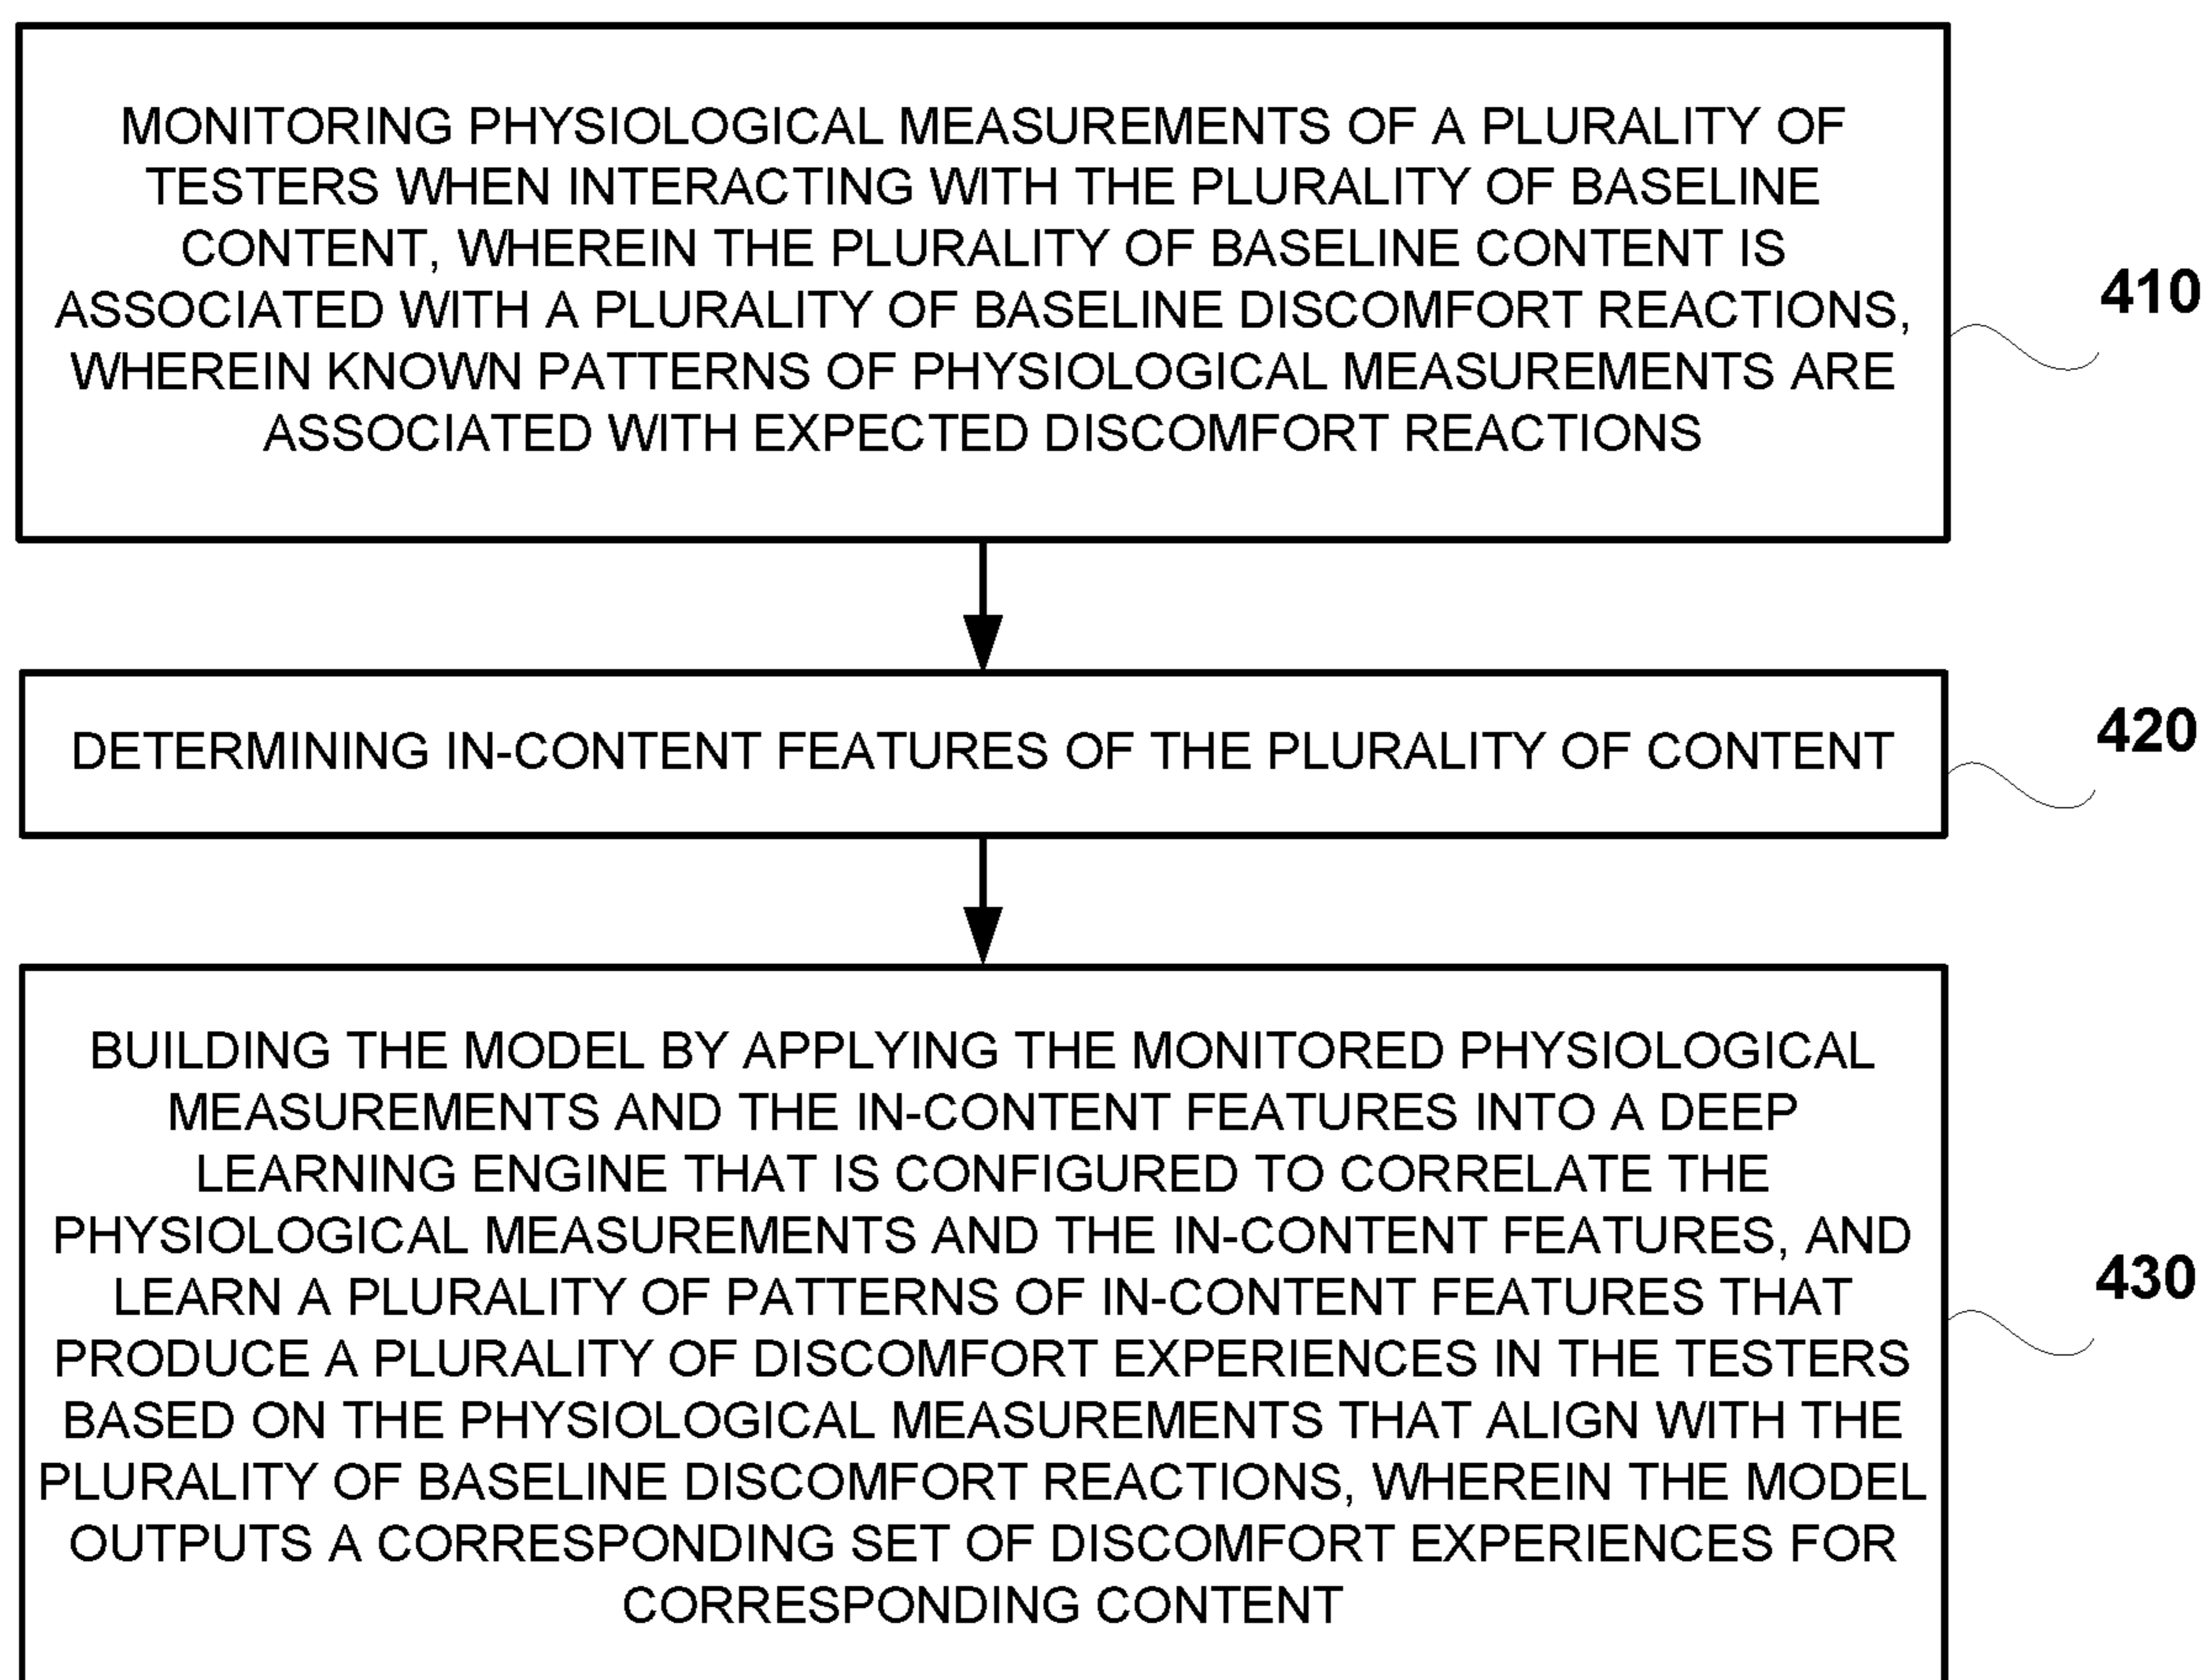 MONITORING PHYSIOLOGICAL MEASUREMENTS OF A PLURALITY OF
TESTERS WHEN INTERACTING WITH THE PLURALITY OF BASELINE
CONTENT, WHEREIN THE PLURALITY OF BASELINE CONTENT IS
ASSOCIATED WITH A PLURALITY OF BASELINE DISCOMFORT REACTIONS,
WHEREIN KNOWN PATTERNS OF PHYSIOLOGICAL MEASUREMENTS ARE
ASSOCIATED WITH EXPECTED DISCOMFORT REACTIONS
410
DETERMINING IN-CONTENT FEATURES OF THE PLURALITY OF CONTENT
420
BUILDING THE MODEL BY APPLYING THE MONITORED PHYSIOLOGICAL
MEASUREMENTS AND THE IN-CONTENT FEATURES INTO A DEEP
LEARNING ENGINE THAT IS CONFIGURED TO CORRELATE THE
PHYSIOLOGICAL MEASUREMENTS AND THE IN-CONTENT FEATURES, AND
LEARN A PLURALITY OF PATTERNS OF IN-CONTENT FEATURES THAT
PRODUCE A PLURALITY OF DISCOMFORT EXPERIENCES IN THE TESTERS
BASED ON THE PHYSIOLOGICAL MEASUREMENTS THAT ALIGN WITH THE
PLURALITY OF BASELINE DISCOMFORT REACTIONS, WHEREIN THE MODEL
OUTPUTS A CORRESPONDING SET OF DISCOMFORT EXPERIENCES FOR
CORRESPONDING CONTENT
430